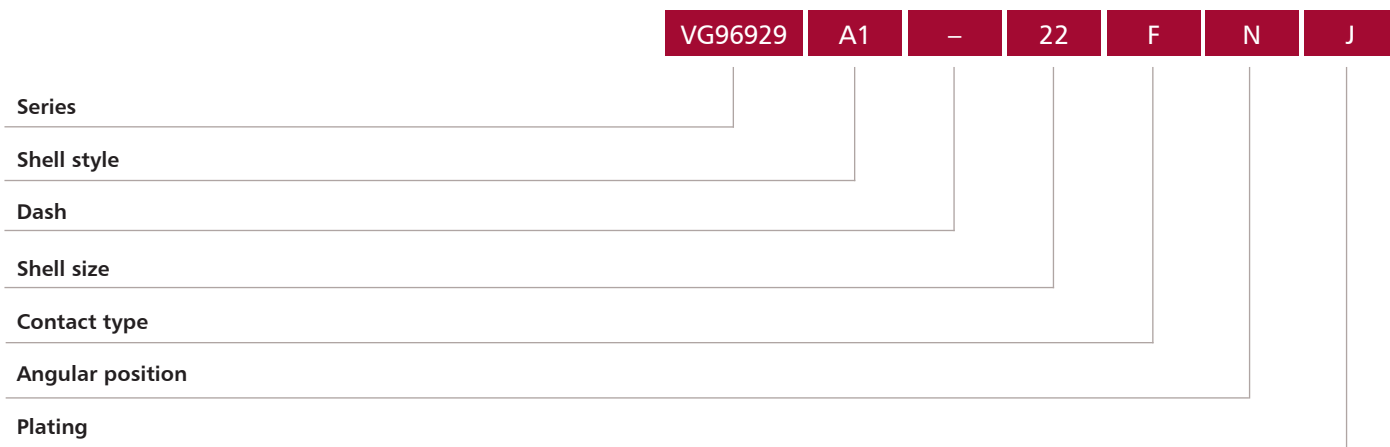 VG96929 A1 – 22 F N J
Series
Shell style
Dash
Shell size
Contact type
Angular position
Plating